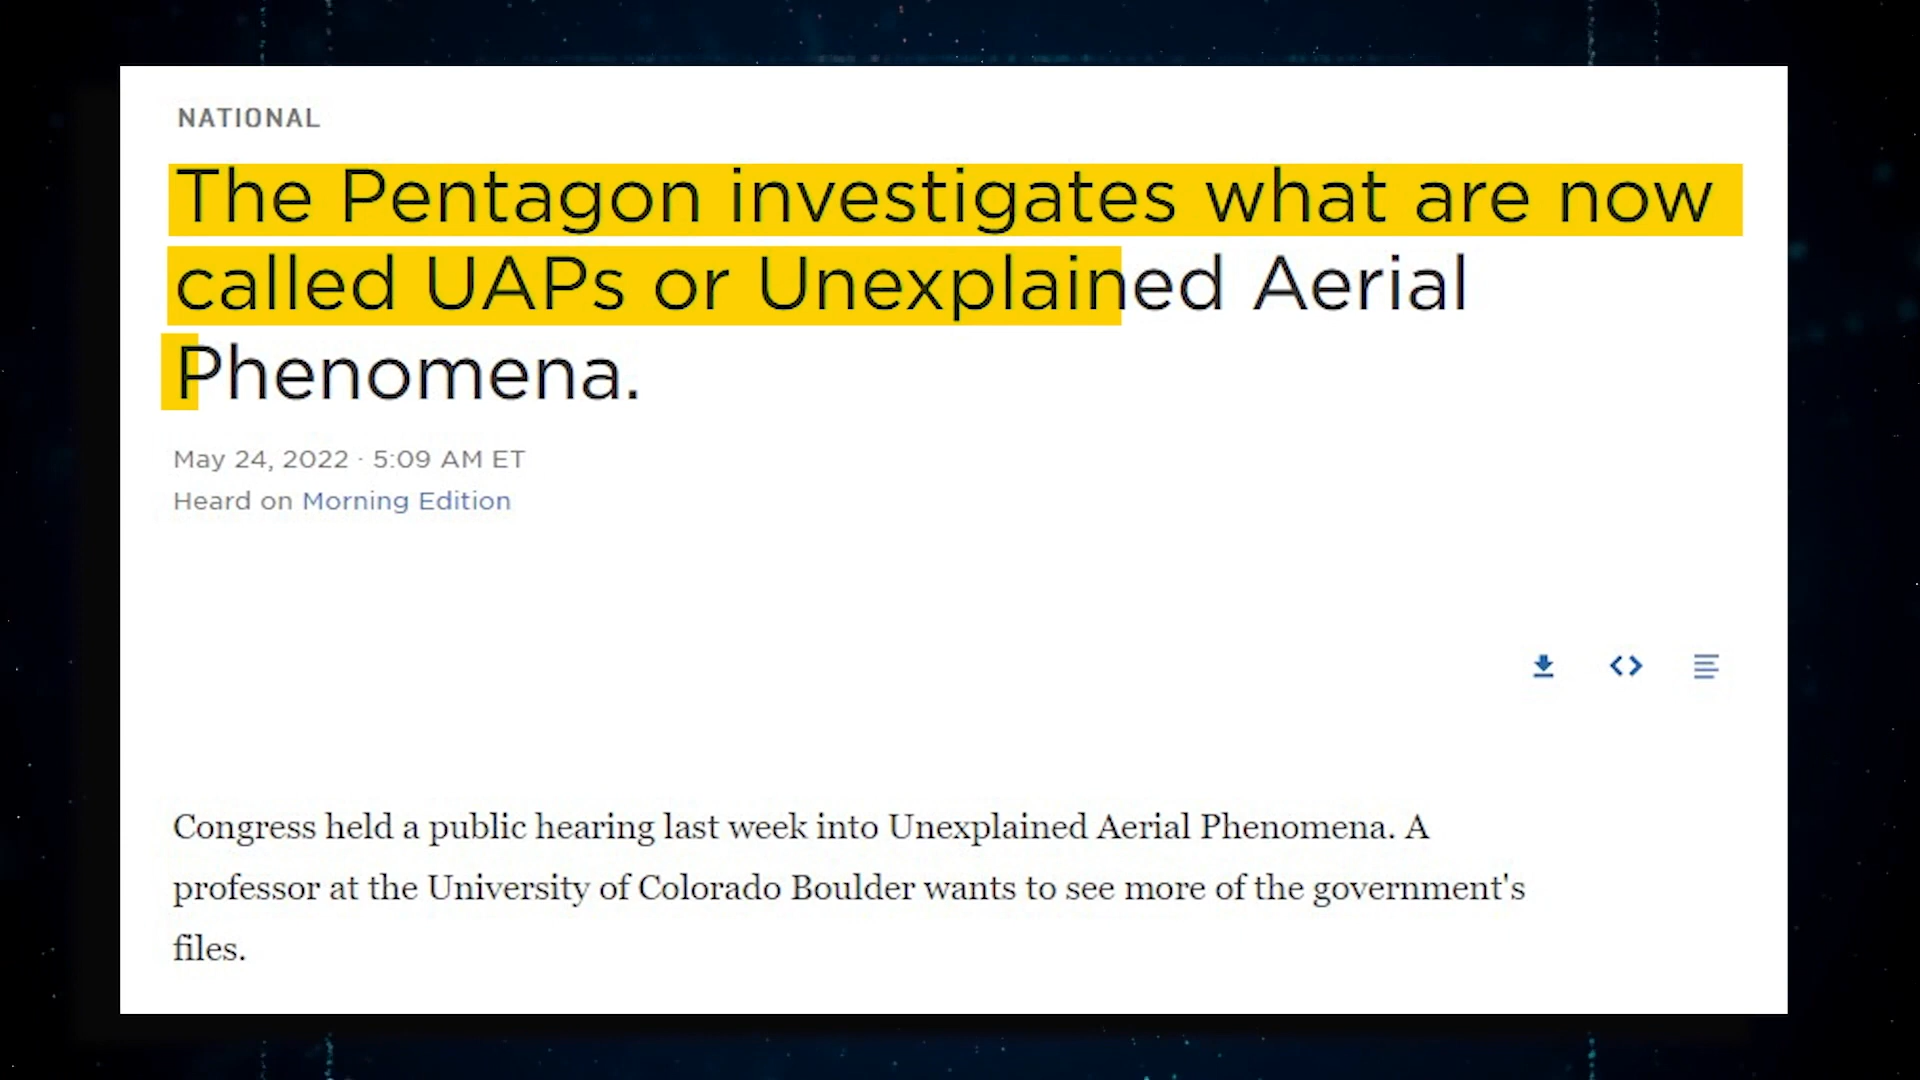 NATIONAL
The Pentagon investigates what are now
called UAPs or Unexplained Aerial
Phenomena.
May 24, 2022 · 5:09 AM ET
Heard on Morning Edition
Congress held a public hearing last week into Unexplained Aerial Phenomena. A
professor at the University of Colorado Boulder wants to see more of the government's
files.